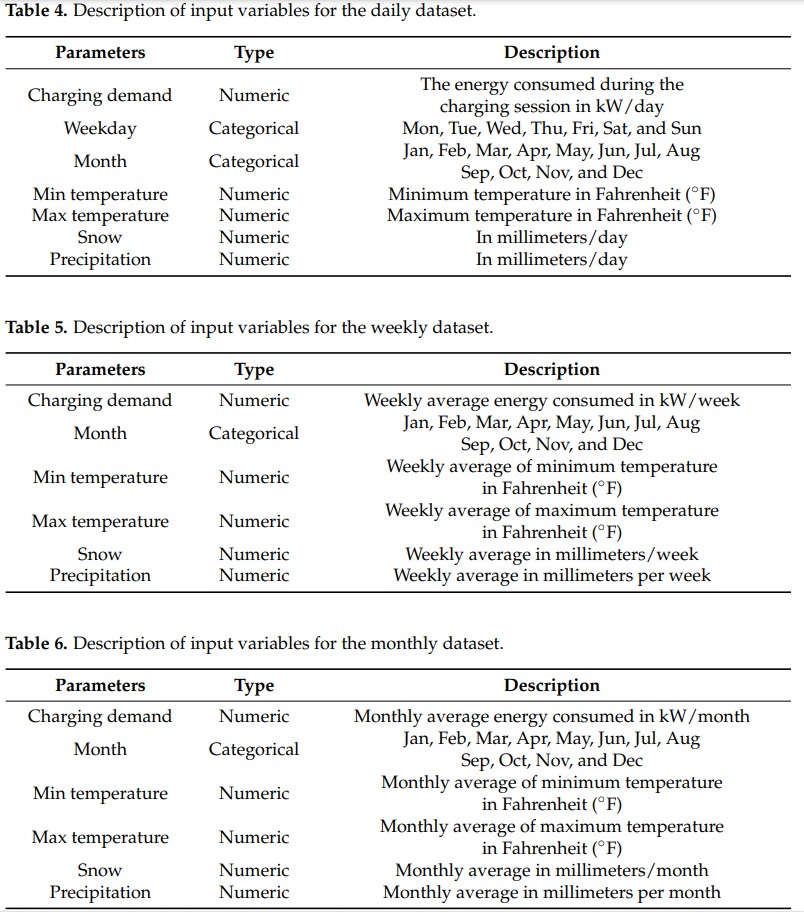 Table 4. Description of input variables for the daily dataset.
Parameters Type Description
Charging demand Numeric The energy consumed during the
charging session in kW/day
Weekday Categorical Mon, Tue, Wed, Thu, Fri, Sat, and Sun
Month Categorical Jan, Feb, Mar, Apr, May, Jun, Jul, Aug
Sep, Oct, Nov, and Dec
Min temperature Numeric Minimum temperature in Fahrenheit (°F)
Max temperature Numeric Maximum temperature in Fahrenheit (°F)
Snow Numeric In millimeters/day
Precipitation Numeric In millimeters/day
Table 5. Description of input variables for the weekly dataset.
Parameters Type Description
Charging demand Numeric Weekly average energy consumed in kW/week
Month Categorical Jan, Feb, Mar, Apr, May, Jun, Jul, Aug
Sep, Oct, Nov, and Dec
Min temperature Numeric Weekly average of minimum temperature
in Fahrenheit (°F)
Max temperature Numeric Weekly average of maximum temperature
in Fahrenheit (°F)
Snow Numeric Weekly average in millimeters/week
Precipitation Numeric Weekly average in millimeters per week
Table 6. Description of input variables for the monthly dataset.
Parameters Type Description
Charging demand Numeric Monthly average energy consumed in kW/month
Month Categorical Jan, Feb, Mar, Apr, May, Jun, Jul, Aug
Sep, Oct, Nov, and Dec
Min temperature Numeric Monthly average of minimum temperature
in Fahrenheit (°F)
Max temperature Numeric Monthly average of maximum temperature
in Fahrenheit (°F)
Snow Numeric Monthly average in millimeters/month
Precipitation Numeric Monthly average in millimeters per month